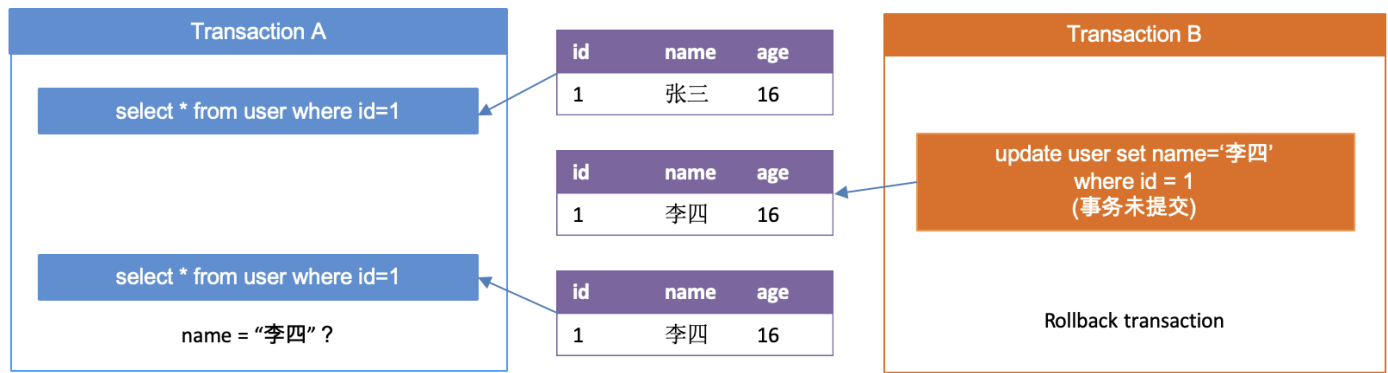 Transaction A
select * from user where id=1
select * from user where id=1
name = “李四” ?
id name age
1 张三 16
id name age
1 李四 16
id name age
1 李四 16
Transaction B
update user set name=‘李四’
where id = 1
(事务未提交)
Rollback transaction